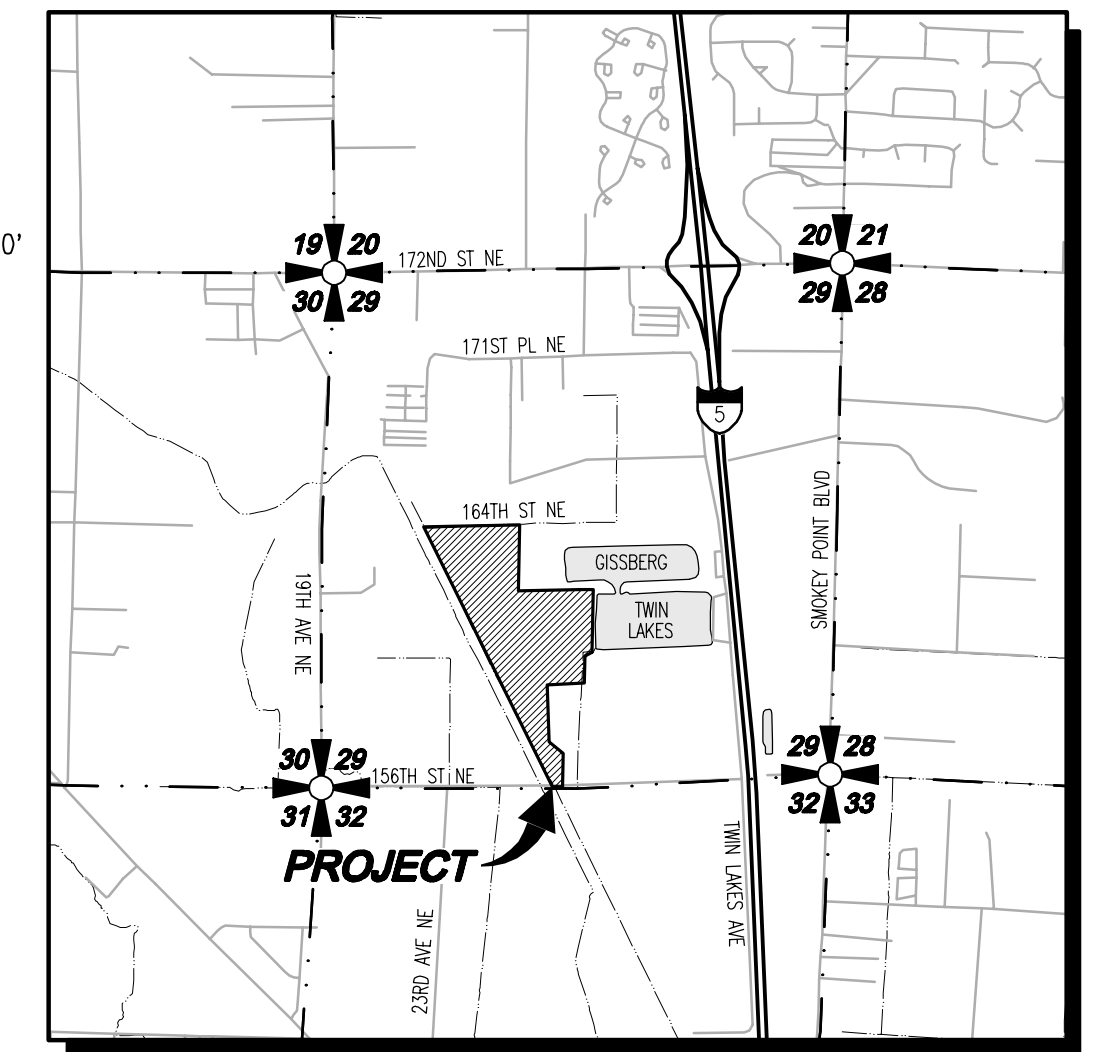 0'
19 20
30 29
172ND ST NE
20 21
29 28
171ST PL NE
5
164TH ST NE
SMOKEY POINT BLVD
GISSBERG
TWIN
LAKES
19TH AVE NE
30 29
31 32
156TH ST NE
29 28
32 33
PROJECT
TWIN LAKES AVE
23RD AVE NE